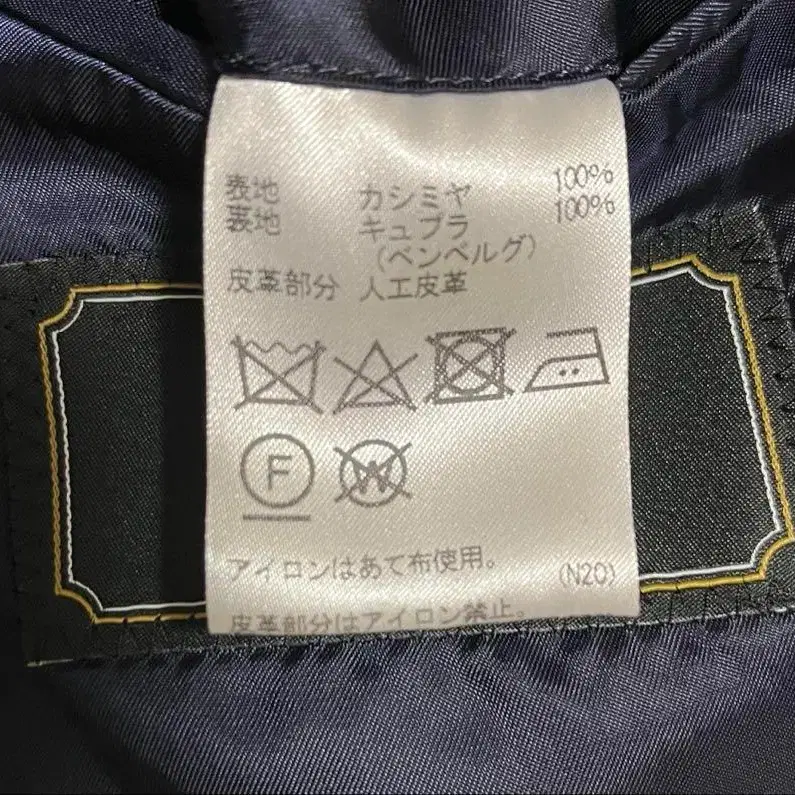 表地 カシミヤ 100%
裏地 キュプラ 100%
(ベンベルグ)
皮革部分 人工皮革
F W
アイロンはあて布使用。
(N20)
皮革部分はアイロン禁止。